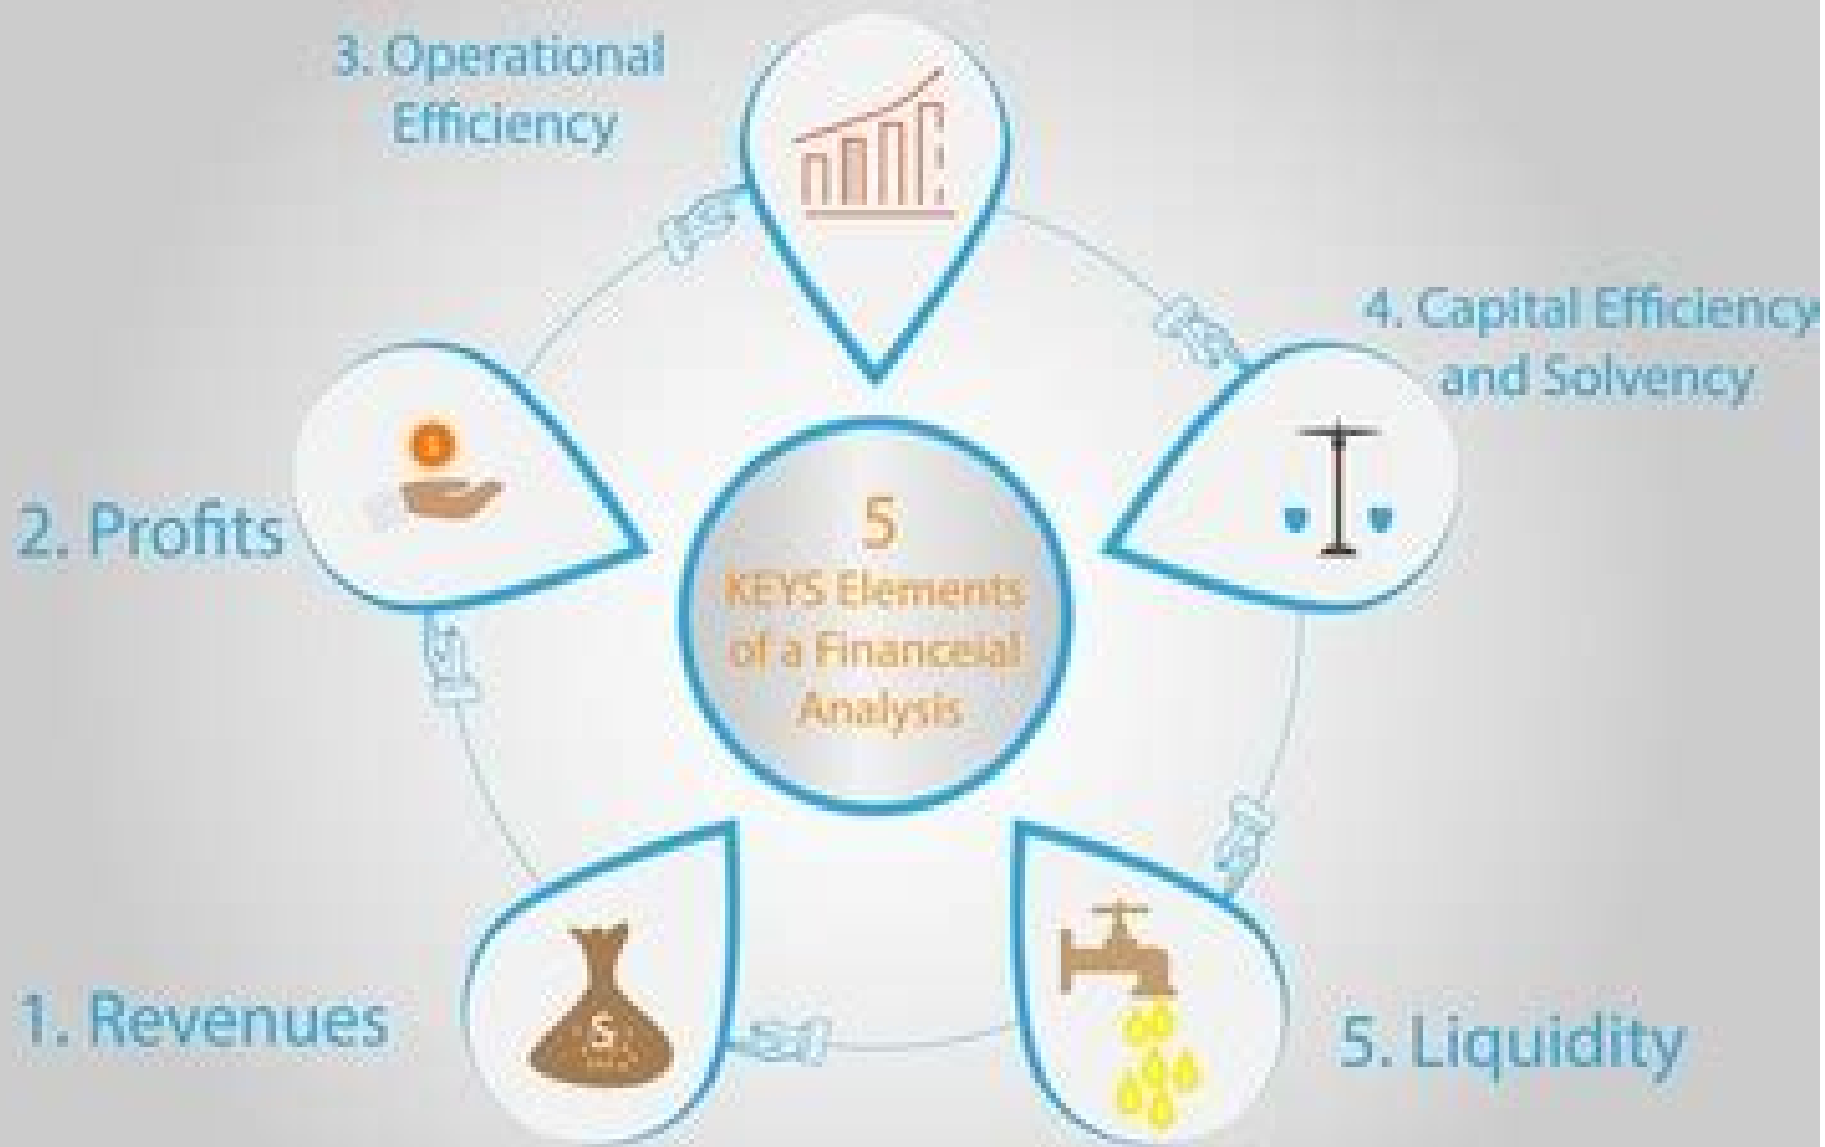 3. Operational
Efficiency
4. Capital Efficiency
and Solvency
2. Profits
5
KEYS Elements
of a Financeial
Analysis
1. Revenues
$
5. Liquidity